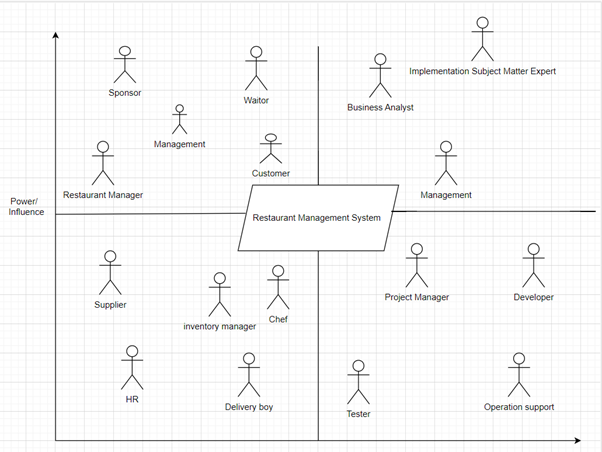 Implementation Subject Matter Expert
Sponsor
Waitor
Business Analyst
Management
Customer
Restaurant Manager
Management
Power/
Influence
Restaurant Management System
Supplier
inventory manager
Chef
Project Manager
Developer
HR
Delivery boy
Tester
Operation support